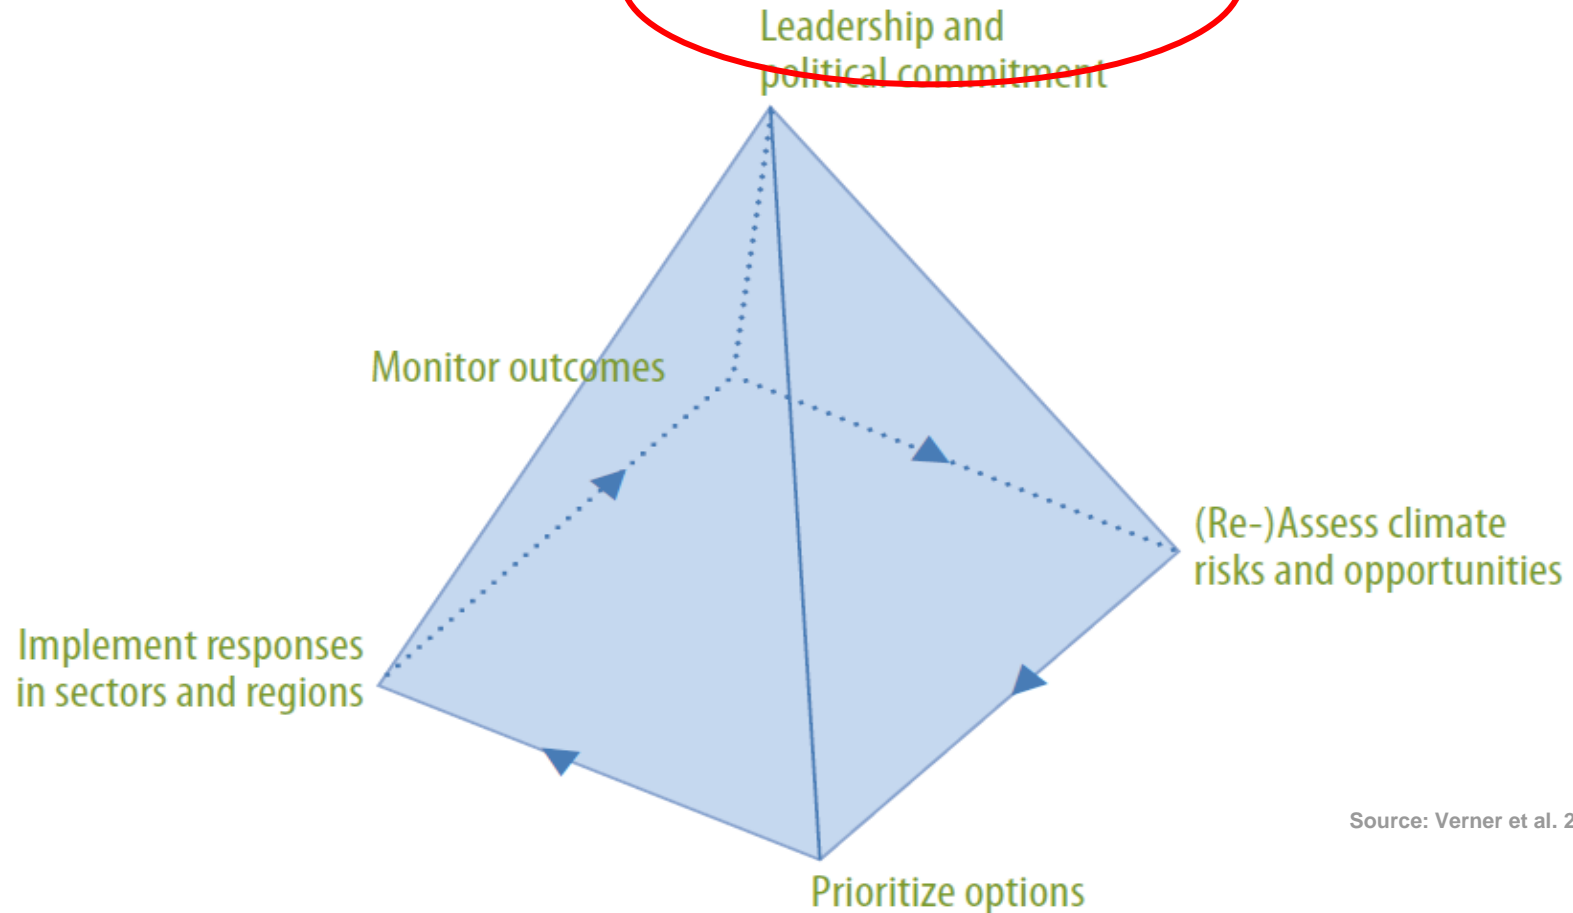 Leadership and
political commitment
Monitor outcomes
(Re-)Assess climate
risks and opportunities
Implement responses
in sectors and regions
Source: Verner et al. 2
Prioritize options